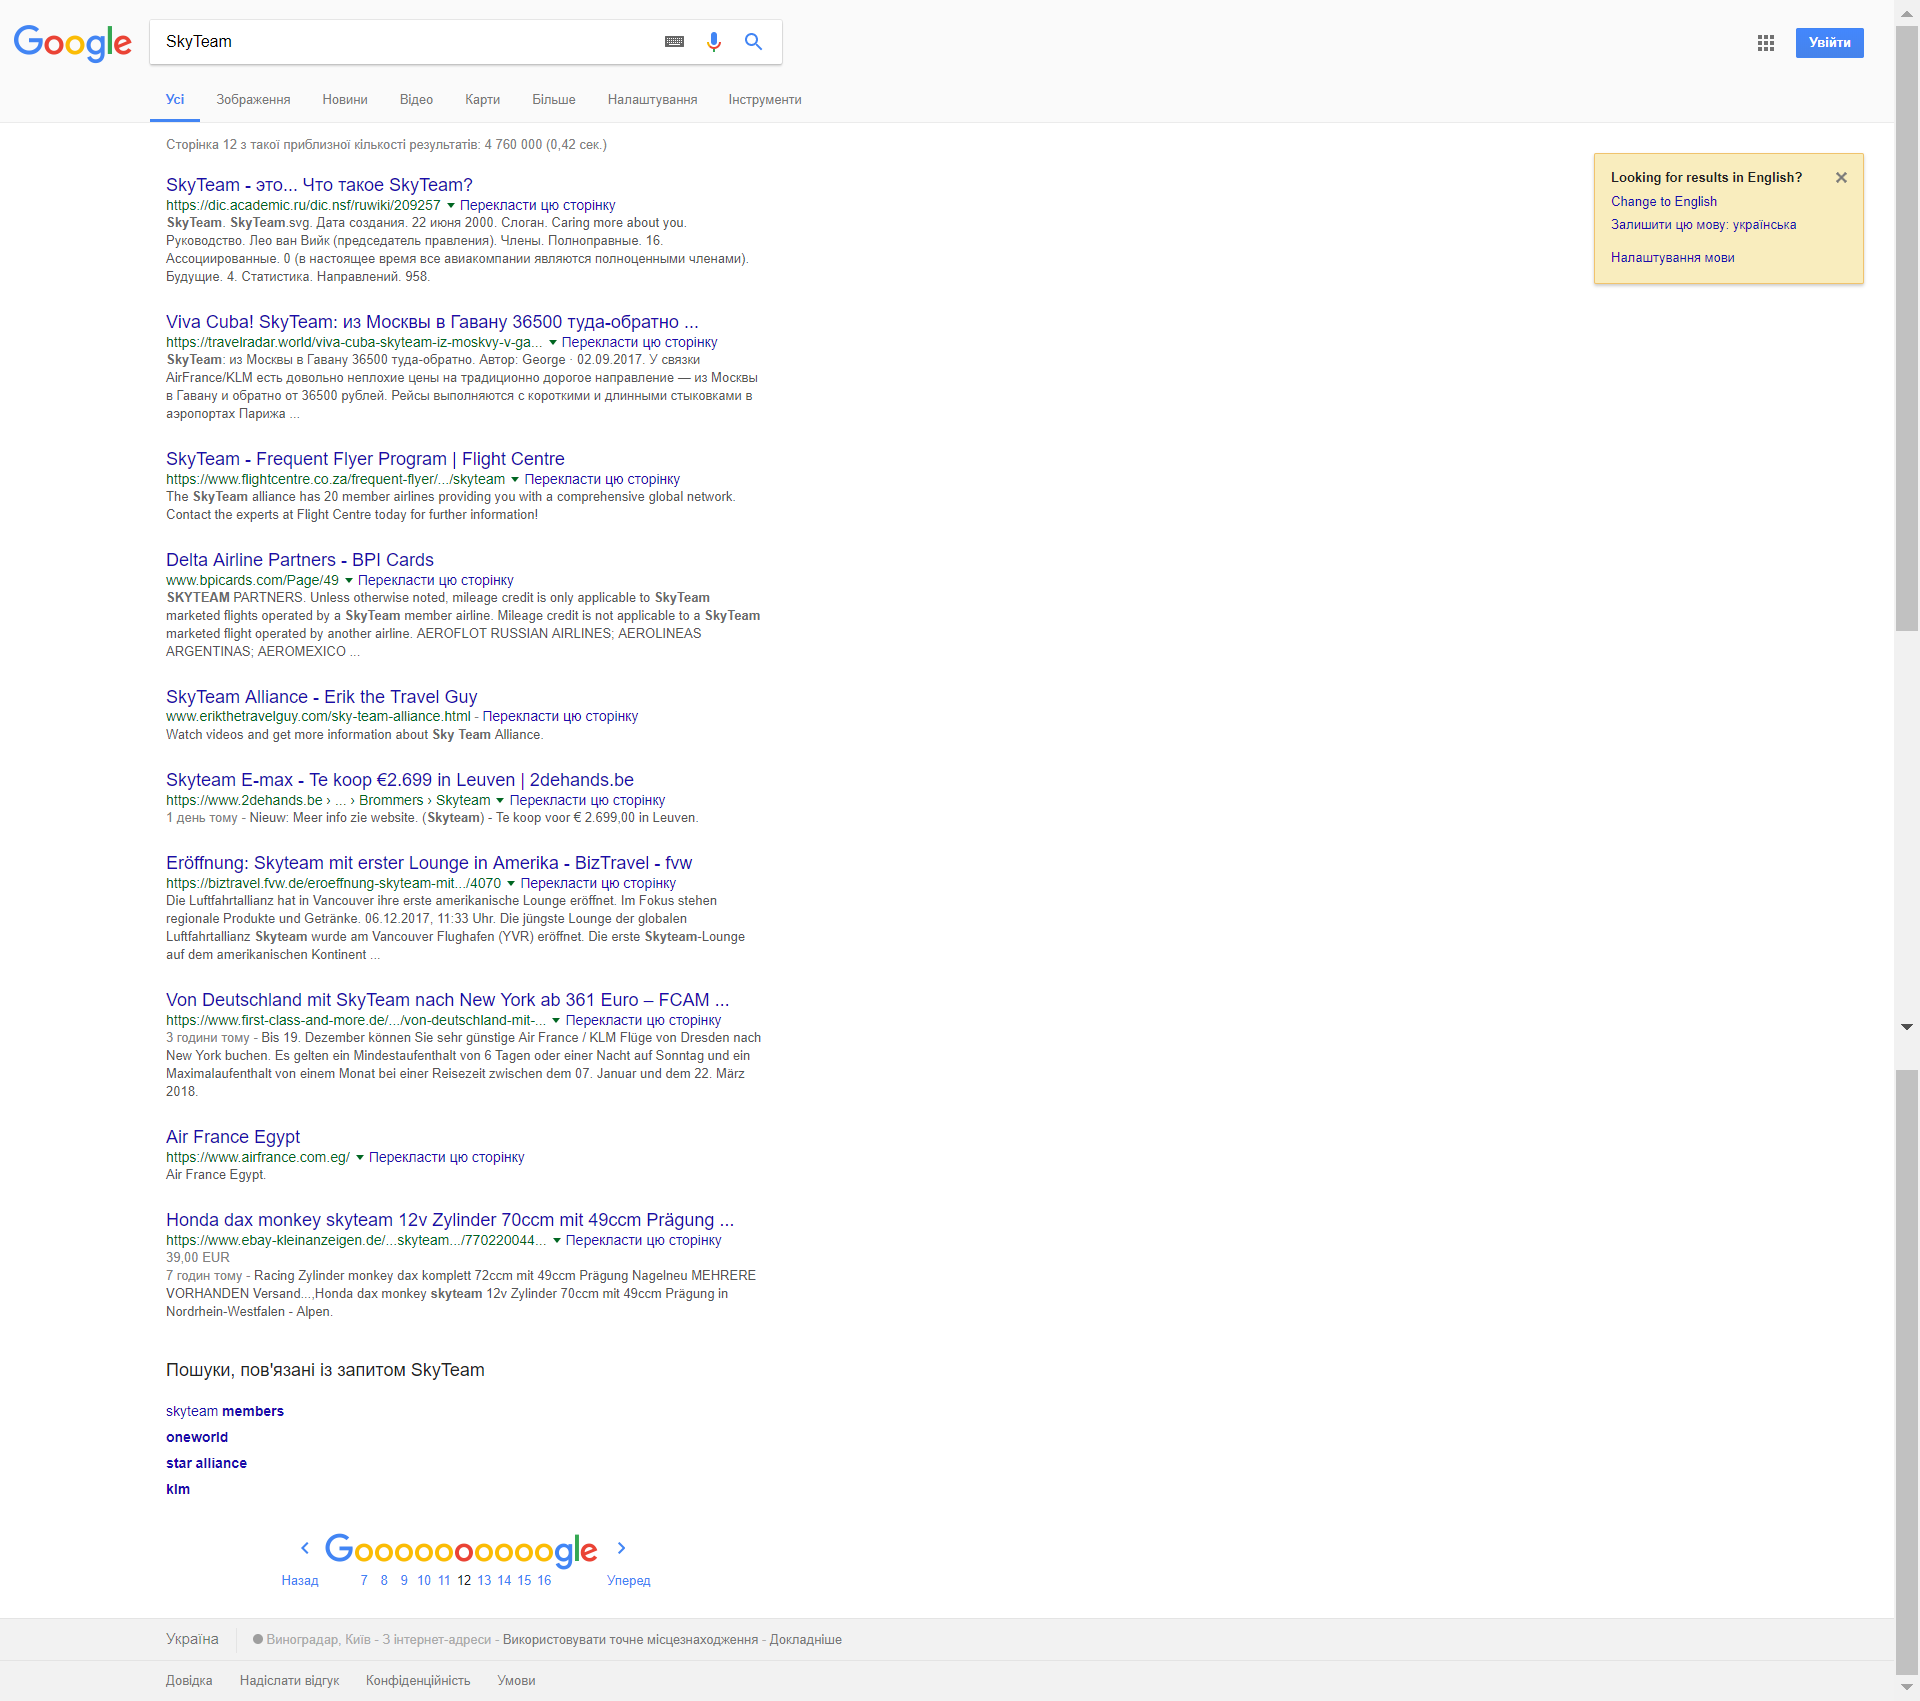 Google
SkyTeam
Увійти
Усі Зображення Новини Відео Карти Більше Налаштування Інструменти
Сторінка 12 з такої приблизної кількості результатів: 4 760 000 (0,42 сек.)
Looking for results in English?
Change to English
Залишити цю мову: українська
Налаштування мови
SkyTeam - это... Что такое SkyTeam?
https://dic.academic.ru/dic.nsf/ruwiki/209257 Перекласти цю сторінку
SkyTeam. SkyTeam.svg. Дата создания. 22 июня 2000. Слоган. Caring more about you.
Руководство. Лео ван Вийк (председатель правления). Члены. Полноправные. 16.
Ассоциированные. 0 (в настоящее время все авиакомпании являются полноценными членами).
Будущие. 4. Статистика. Направлений. 958.
Viva Cuba! SkyTeam: из Москвы в Гавану 36500 туда-обратно ...
https://travelradar.world/viva-cuba-skyteam-iz-moskvy-v-ga... Перекласти цю сторінку
SkyTeam: из Москвы в Гавану 36500 туда-обратно. Автор: George · 02.09.2017. У связки
AirFrance/KLM есть довольно неплохие цены на традиционно дорогое направление — из Москвы
в Гавану и обратно от 36500 рублей. Рейсы выполняются с короткими и длинными стыковками в
аэропортах Парижа ...
SkyTeam - Frequent Flyer Program | Flight Centre
https://www.flightcentre.co.za/frequent-flyer/.../skyteam Перекласти цю сторінку
The SkyTeam alliance has 20 member airlines providing you with a comprehensive global network.
Contact the experts at Flight Centre today for further information!
Delta Airline Partners - BPI Cards
www.bpicards.com/Page/49 Перекласти цю сторінку
SKYTEAM PARTNERS. Unless otherwise noted, mileage credit is only applicable to SkyTeam
marketed flights operated by a SkyTeam member airline. Mileage credit is not applicable to a SkyTeam
marketed flight operated by another airline. AEROFLOT RUSSIAN AIRLINES; AEROLINEAS
ARGENTINAS; AEROMEXICO ...
SkyTeam Alliance - Erik the Travel Guy
www.erikthetravelguy.com/sky-team-alliance.html - Перекласти цю сторінку
Watch videos and get more information about Sky Team Alliance.
Skyteam E-max - Te koop €2.699 in Leuven | 2dehands.be
https://www.2dehands.be › ... › Brommers › Skyteam Перекласти цю сторінку
1 день тому - Nieuw: Meer info zie website. (Skyteam) - Te koop voor € 2.699,00 in Leuven.
Eröffnung: Skyteam mit erster Lounge in Amerika - BizTravel - fvw
https://biztravel.fvw.de/eroeffnung-skyteam-mit.../4070 Перекласти цю сторінку
Die Luftfahrtallianz hat in Vancouver ihre erste amerikanische Lounge eröffnet. Im Fokus stehen
regionale Produkte und Getränke. 06.12.2017, 11:33 Uhr. Die jüngste Lounge der globalen
Luftfahrtallianz Skyteam wurde am Vancouver Flughafen (YVR) eröffnet. Die erste Skyteam-Lounge
auf dem amerikanischen Kontinent ...
Von Deutschland mit SkyTeam nach New York ab 361 Euro – FCAM ...
https://www.first-class-and-more.de/.../von-deutschland-mit-... Перекласти цю сторінку
3 години тому - Bis 19. Dezember können Sie sehr günstige Air France / KLM Flüge von Dresden nach
New York buchen. Es gelten ein Mindestaufenthalt von 6 Tagen oder einer Nacht auf Sonntag und ein
Maximalaufenthalt von einem Monat bei einer Reisezeit zwischen dem 07. Januar und dem 22. März
2018.
Air France Egypt
https://www.airfrance.com.eg/ Перекласти цю сторінку
Air France Egypt.
Honda dax monkey skyteam 12v Zylinder 70ccm mit 49ccm Prägung ...
https://www.ebay-kleinanzeigen.de/...skyteam.../770220044... Перекласти цю сторінку
39,00 EUR
7 годин тому - Racing Zylinder monkey dax komplett 72ccm mit 49ccm Prägung Nagelneu MEHRERE
VORHANDEN Versand...,Honda dax monkey skyteam 12v Zylinder 70ccm mit 49ccm Prägung in
Nordrhein-Westfalen - Alpen.
Пошуки, пов'язані із запитом SkyTeam
skyteam members
oneworld
star alliance
klm
Goooooooooogle
Назад 7 8 9 10 11 12 13 14 15 16 Уперед
Україна Виноградар, Київ - З інтернет-адреси - Використовувати точне місцезнаходження - Докладніше
Довідка Надіслати відгук Конфіденційність Умови